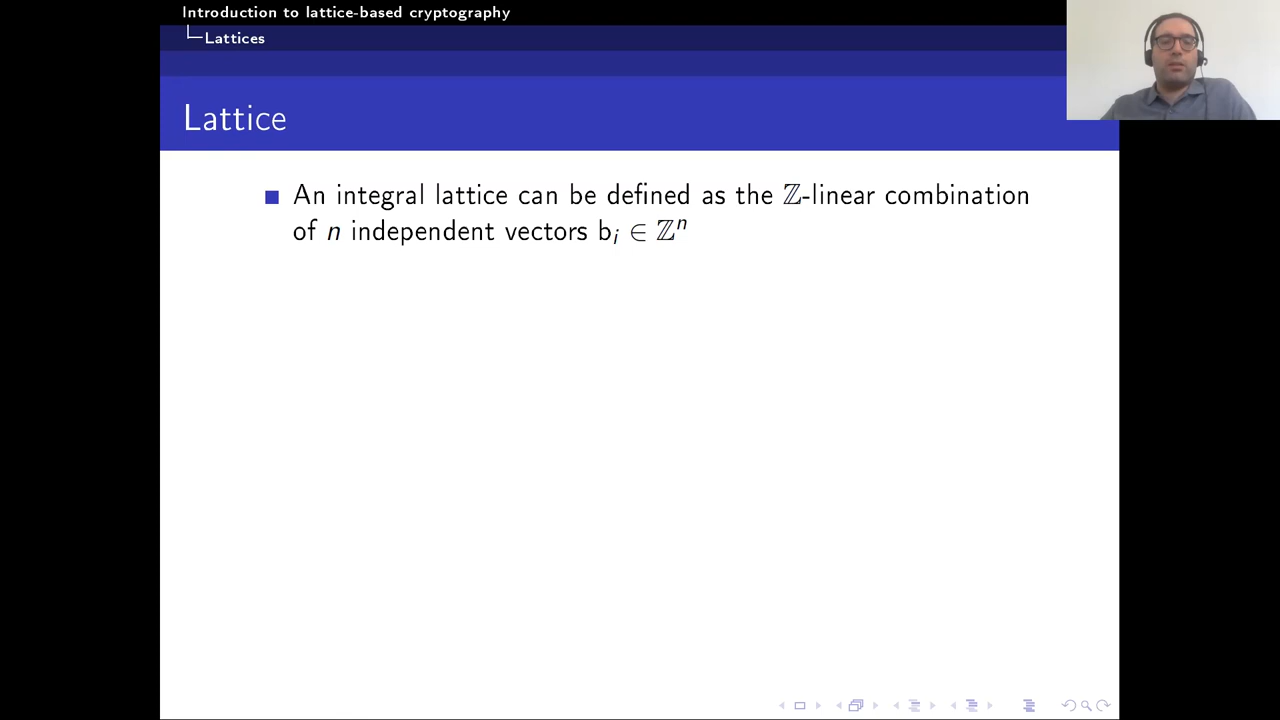 Introduction to lattice-based cryptography
Lattices
Lattice
An integral lattice can be defined as the ℤ-linear combination
of n independent vectors bᵢ ∈ ℤⁿ